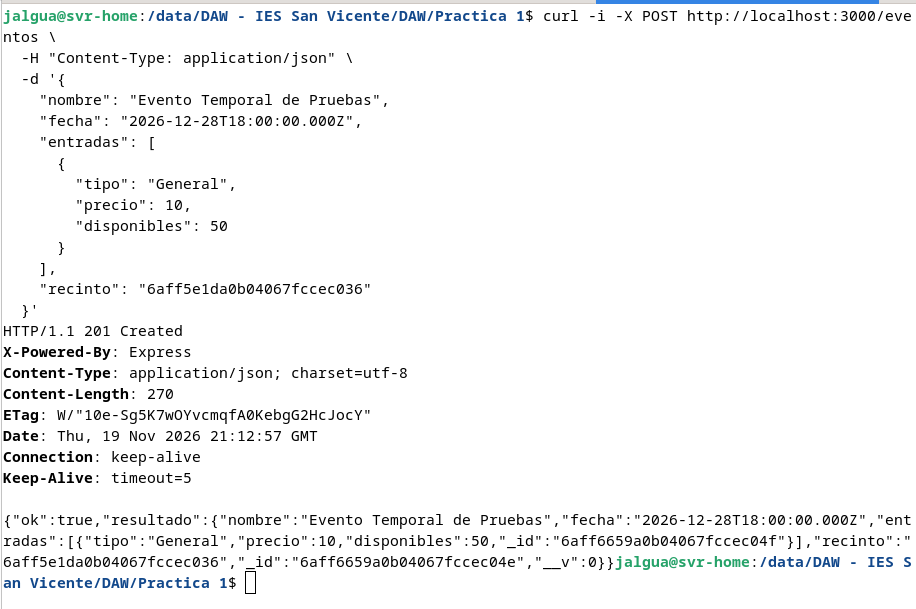 jalgua@svr-home:/data/DAW - IES San Vicente/DAW/Practica 1$ curl -i -X POST http://localhost:3000/eve
ntos \
  -H "Content-Type: application/json" \
  -d '{
    "nombre": "Evento Temporal de Pruebas",
    "fecha": "2026-12-28T18:00:00.000Z",
    "entradas": [
      {
        "tipo": "General",
        "precio": 10,
        "disponibles": 50
      }
    ],
    "recinto": "6aff5e1da0b04067fccec036"
  }'
HTTP/1.1 201 Created
X-Powered-By: Express
Content-Type: application/json; charset=utf-8
Content-Length: 270
ETag: W/"10e-Sg5K7wOYvcmqfA0KebgG2HcJocY"
Date: Thu, 19 Nov 2026 21:12:57 GMT
Connection: keep-alive
Keep-Alive: timeout=5

{"ok":true,"resultado":{"nombre":"Evento Temporal de Pruebas","fecha":"2026-12-28T18:00:00.000Z","ent
radas":[{"tipo":"General","precio":10,"disponibles":50,"_id":"6aff6659a0b04067fccec04f"}],"recinto":"
6aff5e1da0b04067fccec036","_id":"6aff6659a0b04067fccec04e","__v":0}}jalgua@svr-home:/data/DAW - IES S
an Vicente/DAW/Practica 1$